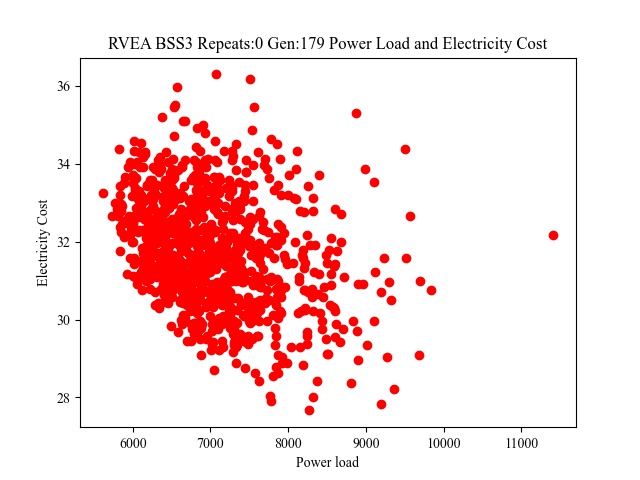 RVEA BSS3 Repeats:0 Gen:179 Power Load and Electricity Cost
36
34
32
30
28
Electricity Cost
6000 7000 8000 9000 10000 11000
Power load